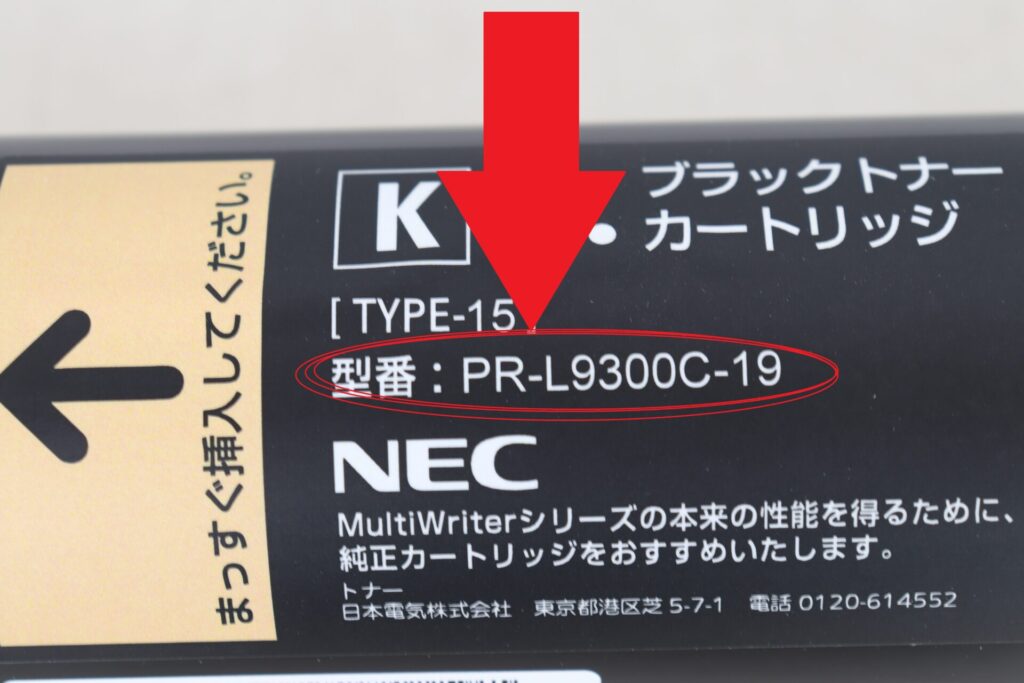 まっすぐ挿入してください。
K
ブラックトナー
カートリッジ
[ TYPE-15
型番：PR-L9300C-19
NEC
MultiWriterシリーズの本来の性能を得るために、
純正カートリッジをおすすめいたします。
トナー
日本電気株式会社 東京都港区芝 5-7-1 電話 0120-614552